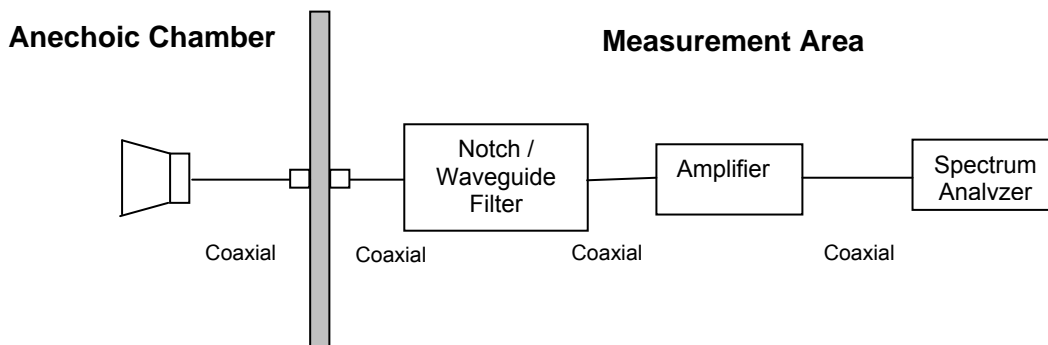 Anechoic Chamber
Measurement Area
Notch /
Waveguide
Filter
Amplifier
Spectrum
Analvzer
Coaxial
Coaxial
Coaxial
Coaxial